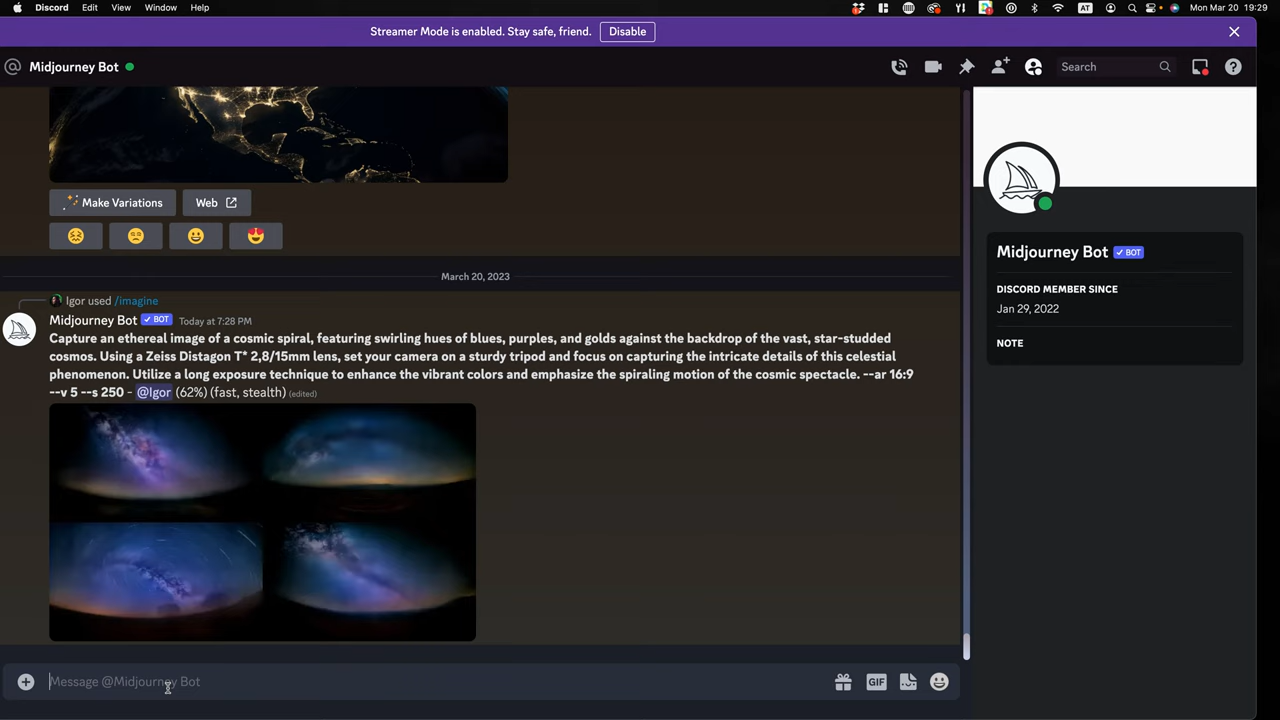 Discord Edit View Window Help
AT Mon Mar 20 19:29
Streamer Mode is enabled. Stay safe, friend. Disable
@ Midjourney Bot
Search
Make Variations
Web
March 20, 2023
Igor used /imagine
Midjourney Bot ✓ BOT Today at 7:28 PM
Capture an ethereal image of a cosmic spiral, featuring swirling hues of blues, purples, and golds against the backdrop of the vast, star-studded
cosmos. Using a Zeiss Distagon T* 2,8/15mm lens, set your camera on a sturdy tripod and focus on capturing the intricate details of this celestial
phenomenon. Utilize a long exposure technique to enhance the vibrant colors and emphasize the spiraling motion of the cosmic spectacle. --ar 16:9
--v 5 --s 250 - @Igor (62%) (fast, stealth) (edited)
Message @Midjourney Bot
GIF
Midjourney Bot ✓ BOT
DISCORD MEMBER SINCE
Jan 29, 2022
NOTE